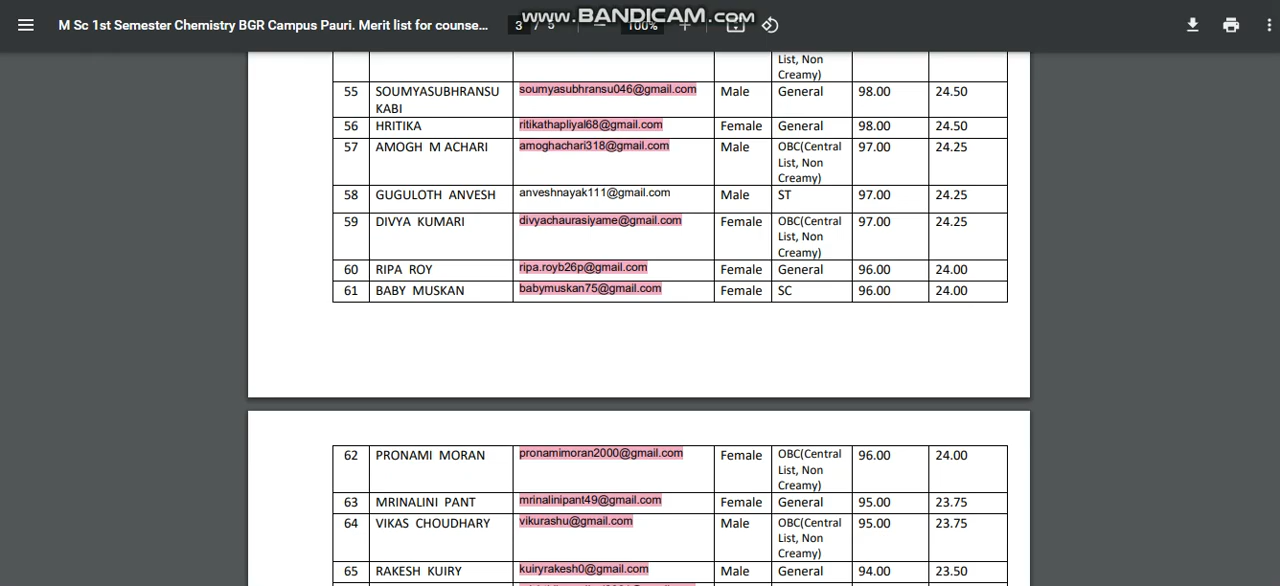 www.BANDICAM.com
M Sc 1st Semester Chemistry BGR Campus Pauri. Merit list for counse... 3 / 5 100%
List, Non
Creamy)
55 SOUMYASUBHRANSU soumyasubhransu046@gmail.com Male General 98.00 24.50
KABI
56 HRITIKA ritikathapliyal68@gmail.com Female General 98.00 24.50
57 AMOGH M ACHARI amoghachari318@gmail.com Male OBC(Central 97.00 24.25
List, Non
Creamy)
58 GUGULOTH ANVESH anveshnayak111@gmail.com Male ST 97.00 24.25
59 DIVYA KUMARI divyachaurasiyame@gmail.com Female OBC(Central 97.00 24.25
List, Non
Creamy)
60 RIPA ROY ripa.royb26p@gmail.com Female General 96.00 24.00
61 BABY MUSKAN babymuskan75@gmail.com Female SC 96.00 24.00
62 PRONAMI MORAN pronamimoran2000@gmail.com Female OBC(Central 96.00 24.00
List, Non
Creamy)
63 MRINALINI PANT mrinalinipant49@gmail.com Female General 95.00 23.75
64 VIKAS CHOUDHARY vikurashu@gmail.com Male OBC(Central 95.00 23.75
List, Non
Creamy)
65 RAKESH KUIRY kuiryrakesh0@gmail.com Male General 94.00 23.50